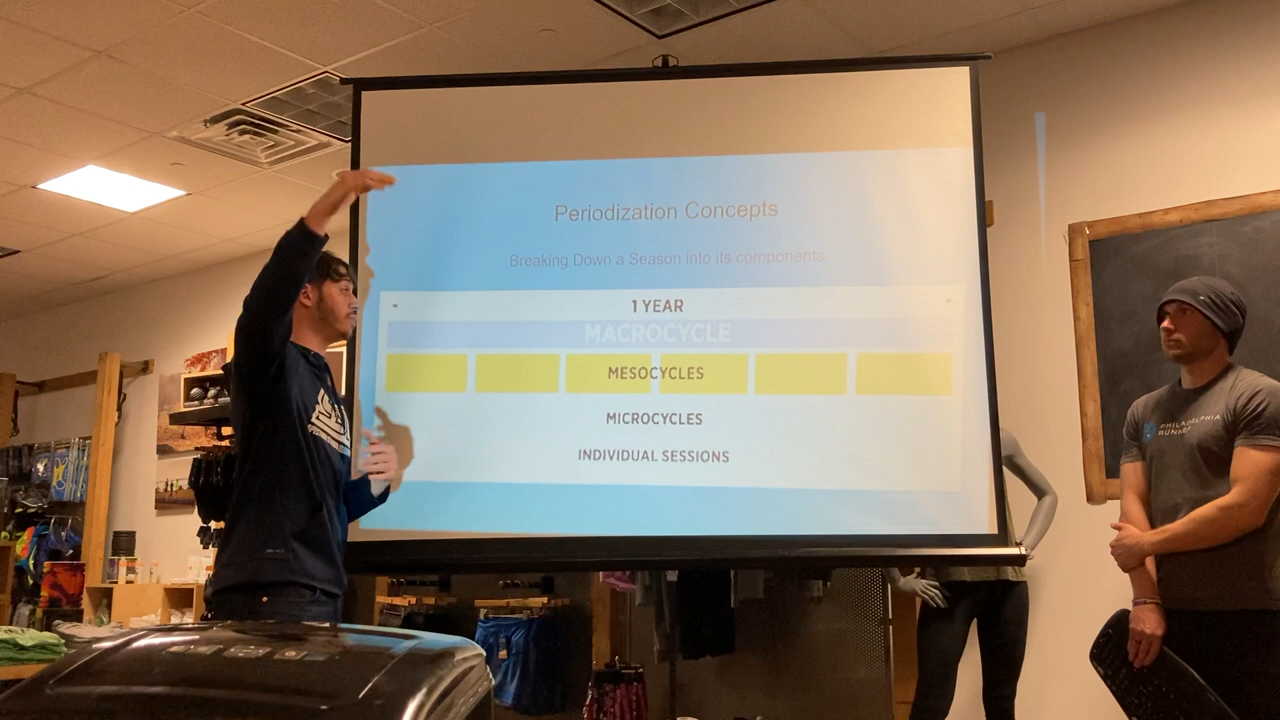 Periodization Concepts
Breaking Down a Season into its components
1 YEAR
MACROCYCLE
MESOCYCLES
MICROCYCLES
INDIVIDUAL SESSIONS
PHILADELPHIA
RUNNER